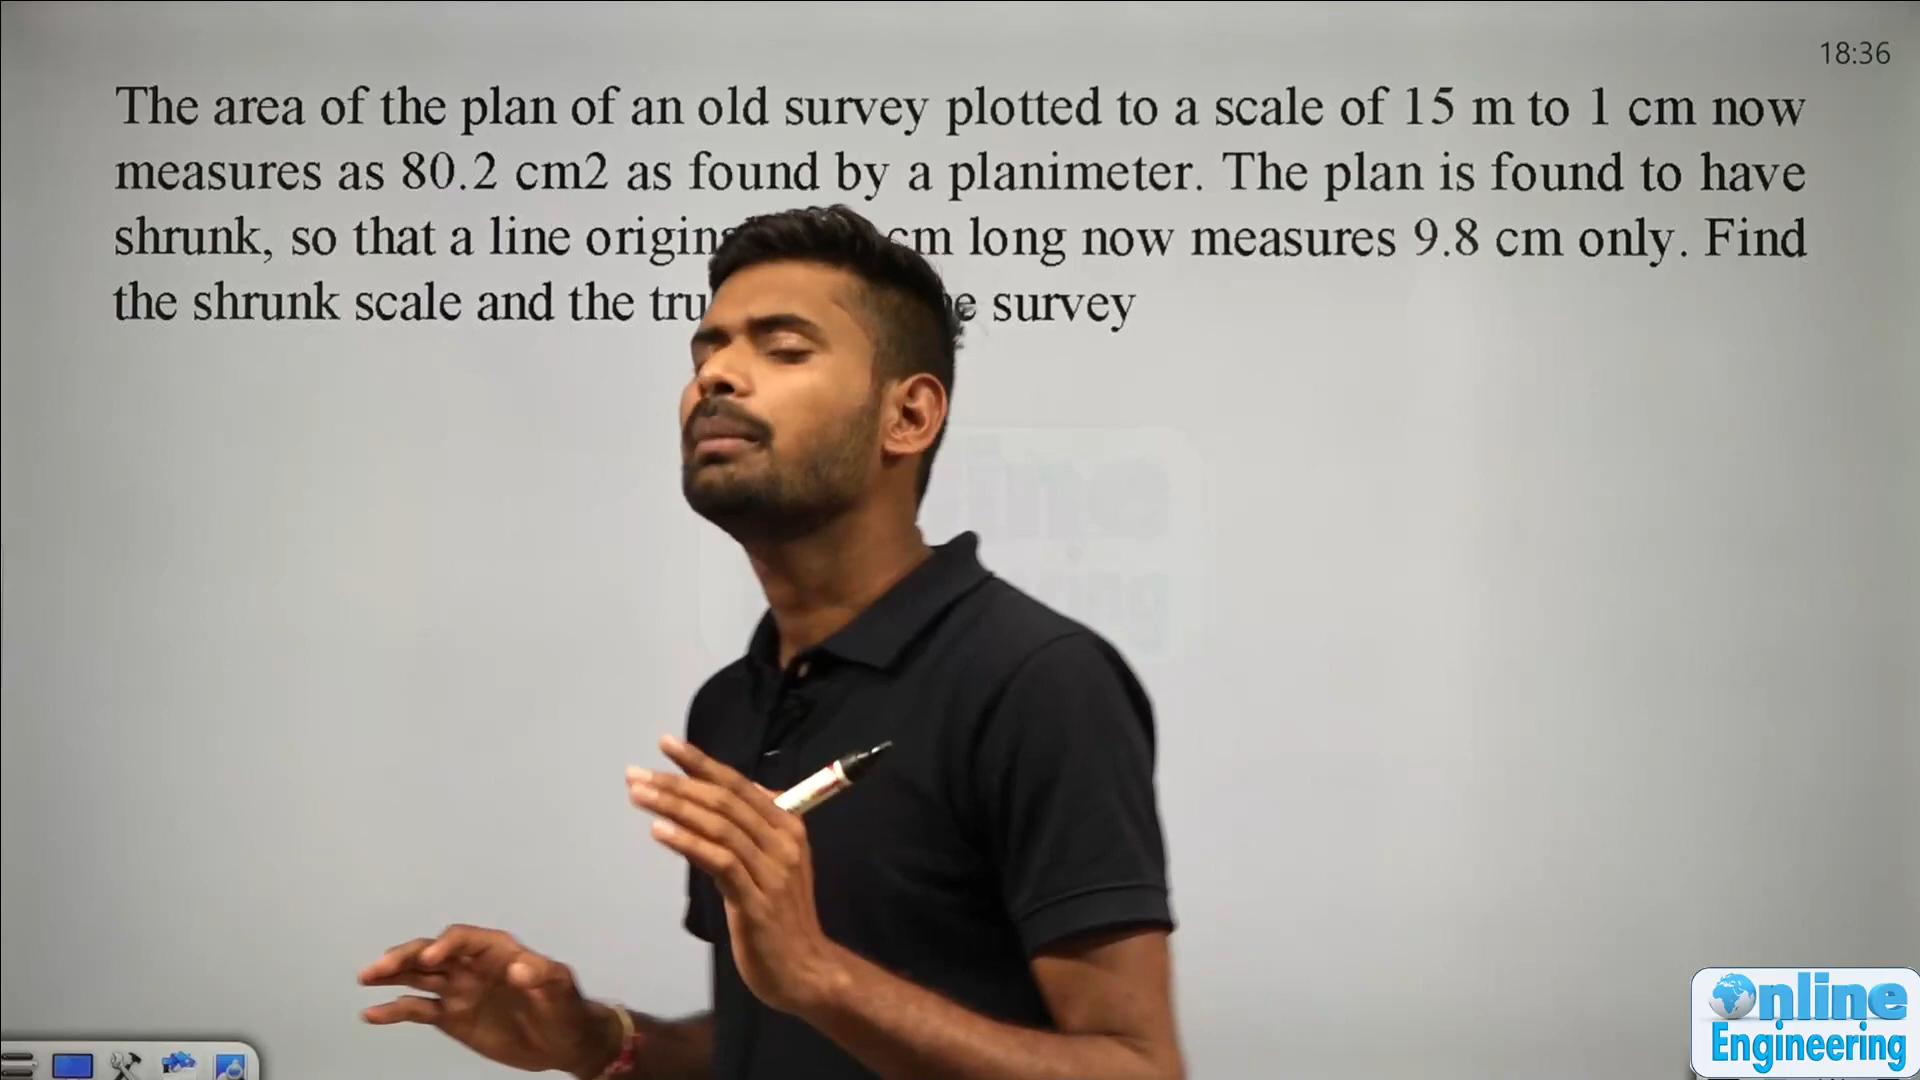 18:36
The area of the plan of an old survey plotted to a scale of 15 m to 1 cm now
measures as 80.2 cm2 as found by a planimeter. The plan is found to have
shrunk, so that a line origin cm long now measures 9.8 cm only. Find
the shrunk scale and the tru e survey
Online
Engineering